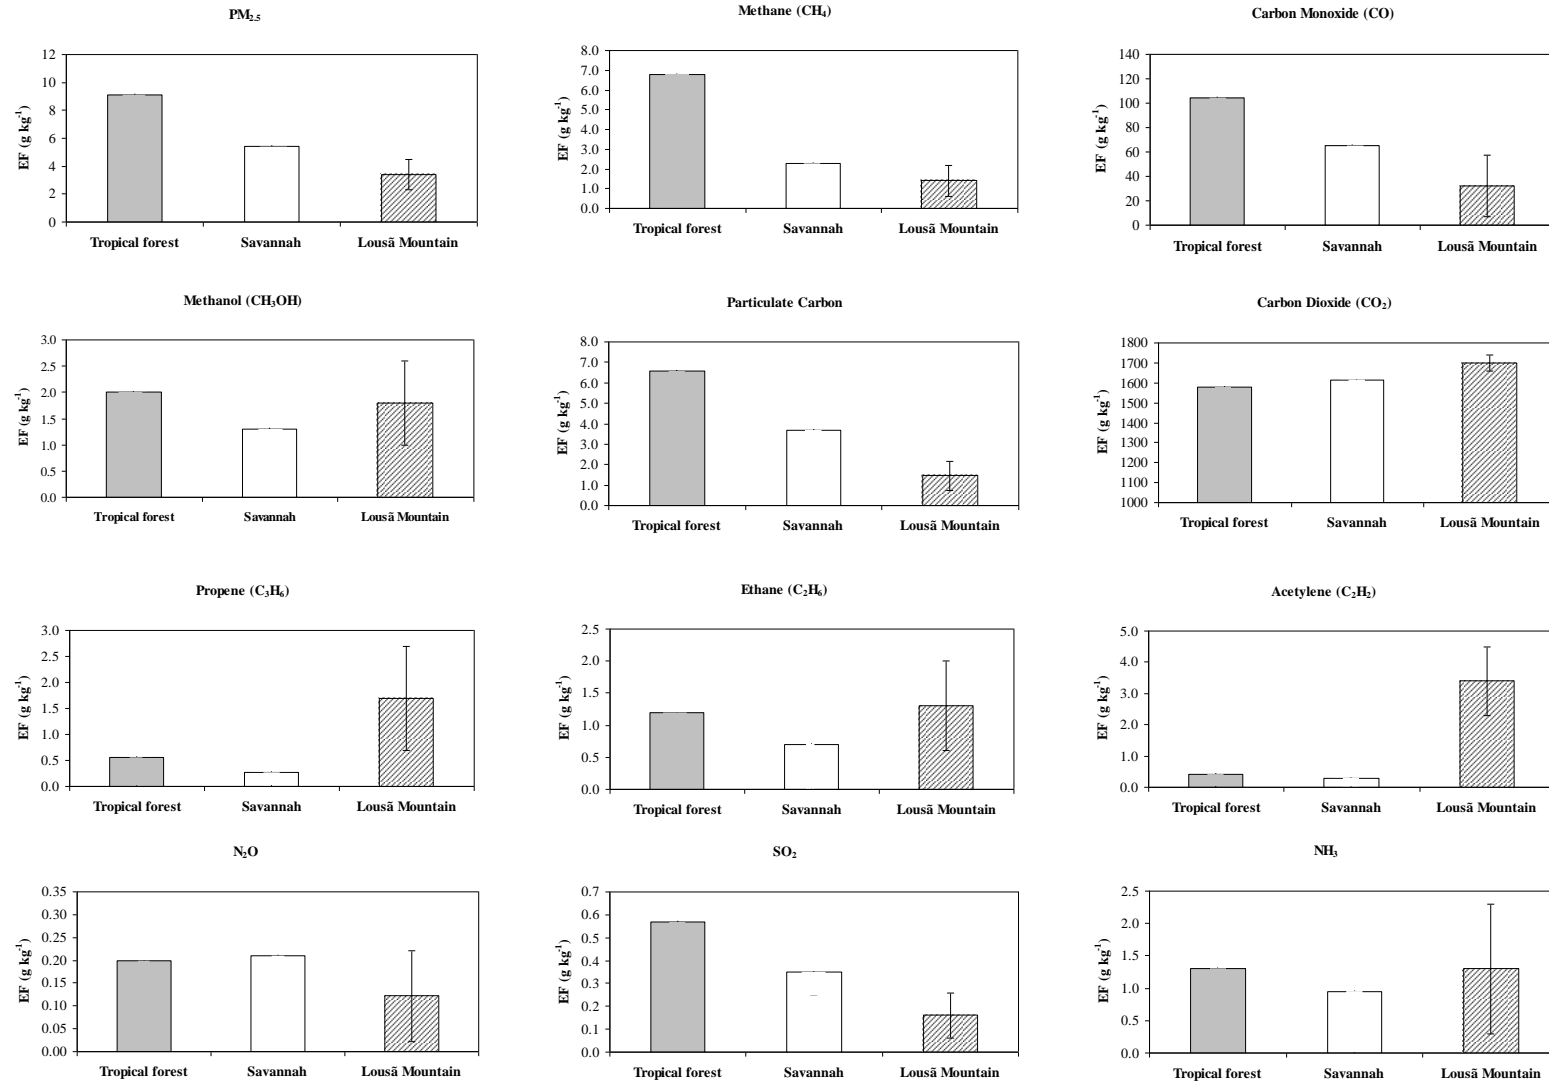 PM2.5
12
10
8
6
4
2
0
EF (g kg-1)
Tropical forest Savannah Lousã Mountain
Methane (CH4)
8.0
7.0
6.0
5.0
4.0
3.0
2.0
1.0
0.0
EF (g kg-1)
Tropical forest Savannah Lousã Mountain
Carbon Monoxide (CO)
140
120
100
80
60
40
20
0
EF (g kg-1)
Tropical forest Savannah Lousã Mountain
Methanol (CH3OH)
3.0
2.5
2.0
1.5
1.0
0.5
0.0
EF (g kg-1)
Tropical forest Savannah Lousã Mountain
Particulate Carbon
8.0
7.0
6.0
5.0
4.0
3.0
2.0
1.0
0.0
EF (g kg-1)
Tropical forest Savannah Lousã Mountain
Carbon Dioxide (CO2)
1800
1700
1600
1500
1400
1300
1200
1100
1000
EF (g kg-1)
Tropical forest Savannah Lousã Mountain
Propene (C3H6)
3.0
2.5
2.0
1.5
1.0
0.5
0.0
EF (g kg-1)
Tropical forest Savannah Lousã Mountain
Ethane (C2H6)
2.5
2.0
1.5
1.0
0.5
0.0
EF (g kg-1)
Tropical forest Savannah Lousã Mountain
Acetylene (C2H2)
5.0
4.0
3.0
2.0
1.0
0.0
EF (g kg-1)
Tropical forest Savannah Lousã Mountain
N2O
0.35
0.30
0.25
0.20
0.15
0.10
0.05
0.00
EF (g kg-1)
Tropical forest Savannah Lousã Mountain
SO2
0.7
0.6
0.5
0.4
0.3
0.2
0.1
0.0
EF (g kg-1)
Tropical forest Savannah Lousã Mountain
NH3
2.5
2.0
1.5
1.0
0.5
0.0
EF (g kg-1)
Tropical forest Savannah Lousã Mountain